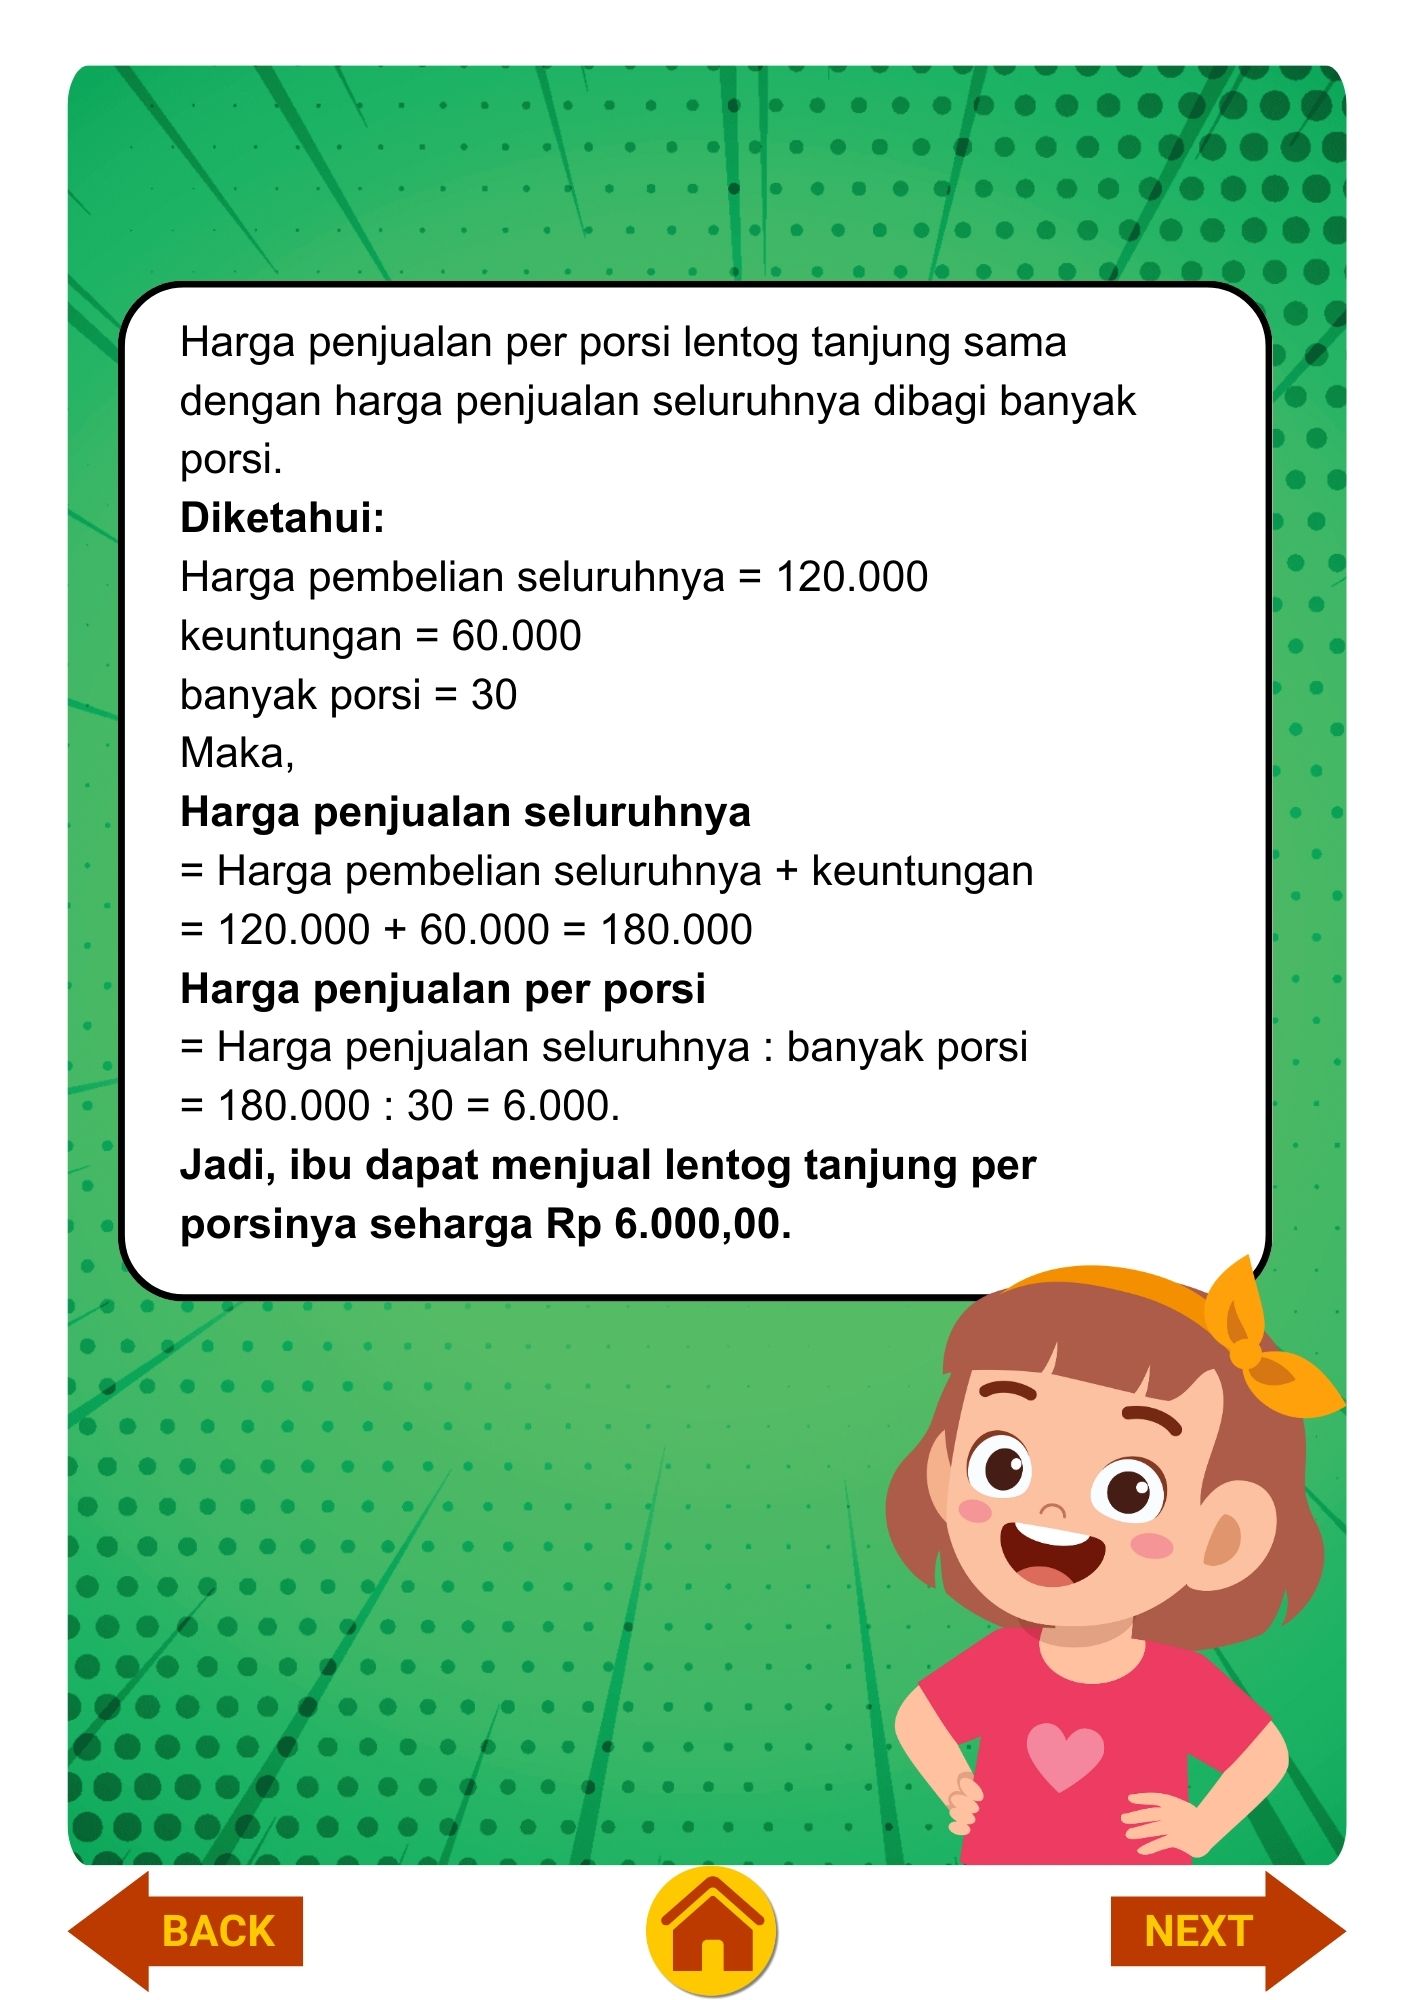 Harga penjualan per porsi lentog tanjung sama
dengan harga penjualan seluruhnya dibagi banyak
porsi.
Diketahui:
Harga pembelian seluruhnya = 120.000
keuntungan = 60.000
banyak porsi = 30
Maka,
Harga penjualan seluruhnya
= Harga pembelian seluruhnya + keuntungan
= 120.000 + 60.000 = 180.000
Harga penjualan per porsi
= Harga penjualan seluruhnya : banyak porsi
= 180.000 : 30 = 6.000.
Jadi, ibu dapat menjual lentog tanjung per
porsinya seharga Rp 6.000,00.
BACK
NEXT